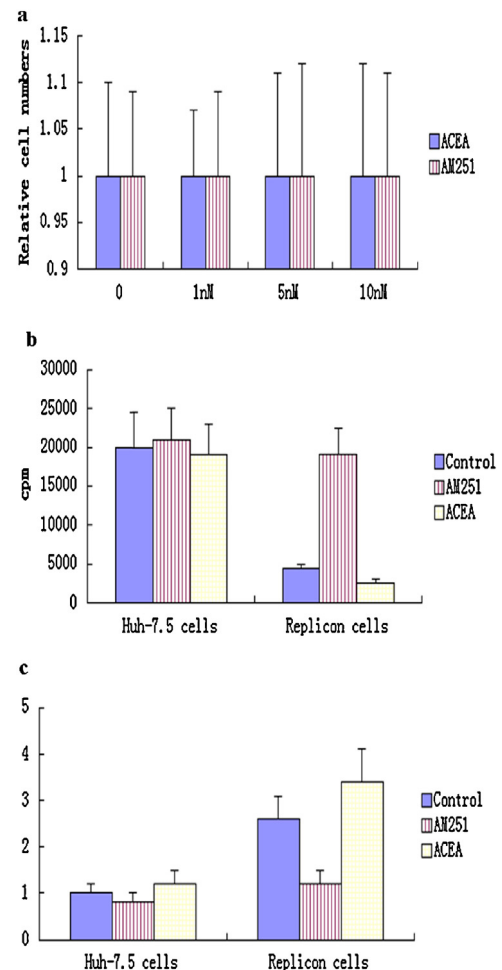 a
Relative cell numbers
1.15
1.1
1.05
1
0.95
0.9
0 1nM 5nM 10nM
ACEA
AM251
b
cpm
30000
25000
20000
15000
10000
5000
0
Huh-7.5 cells Replicon cells
Control
AM251
ACEA
c
5
4
3
2
1
0
Huh-7.5 cells Replicon cells
Control
AM251
ACEA